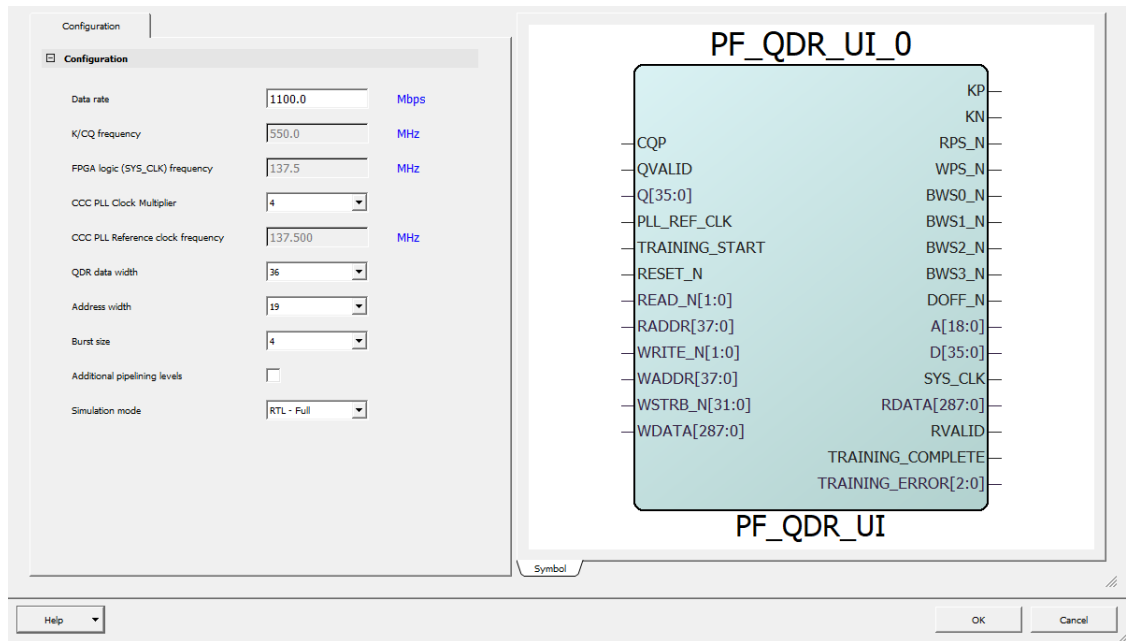 Configuration
Configuration
Data rate 1100.0 Mbps
K/CQ frequency 550.0 MHz
FPGA logic (SYS_CLK) frequency 137.5 MHz
CCC PLL Clock Multiplier 4
CCC PLL Reference clock frequency 137.500 MHz
QDR data width 36
Address width 19
Burst size 4
Additional pipelining levels
Simulation mode RTL - Full
PF_QDR_UI_0
KP
KN
CQP RPS_N
QVALID WPS_N
Q[35:0] BWS0_N
PLL_REF_CLK BWS1_N
TRAINING_START BWS2_N
RESET_N BWS3_N
READ_N[1:0] DOFF_N
RADDR[37:0] A[18:0]
WRITE_N[1:0] D[35:0]
WADDR[37:0] SYS_CLK
WSTRB_N[31:0] RDATA[287:0]
WDATA[287:0] RVALID
TRAINING_COMPLETE
TRAINING_ERROR[2:0]
PF_QDR_UI
Symbol
Help OK Cancel